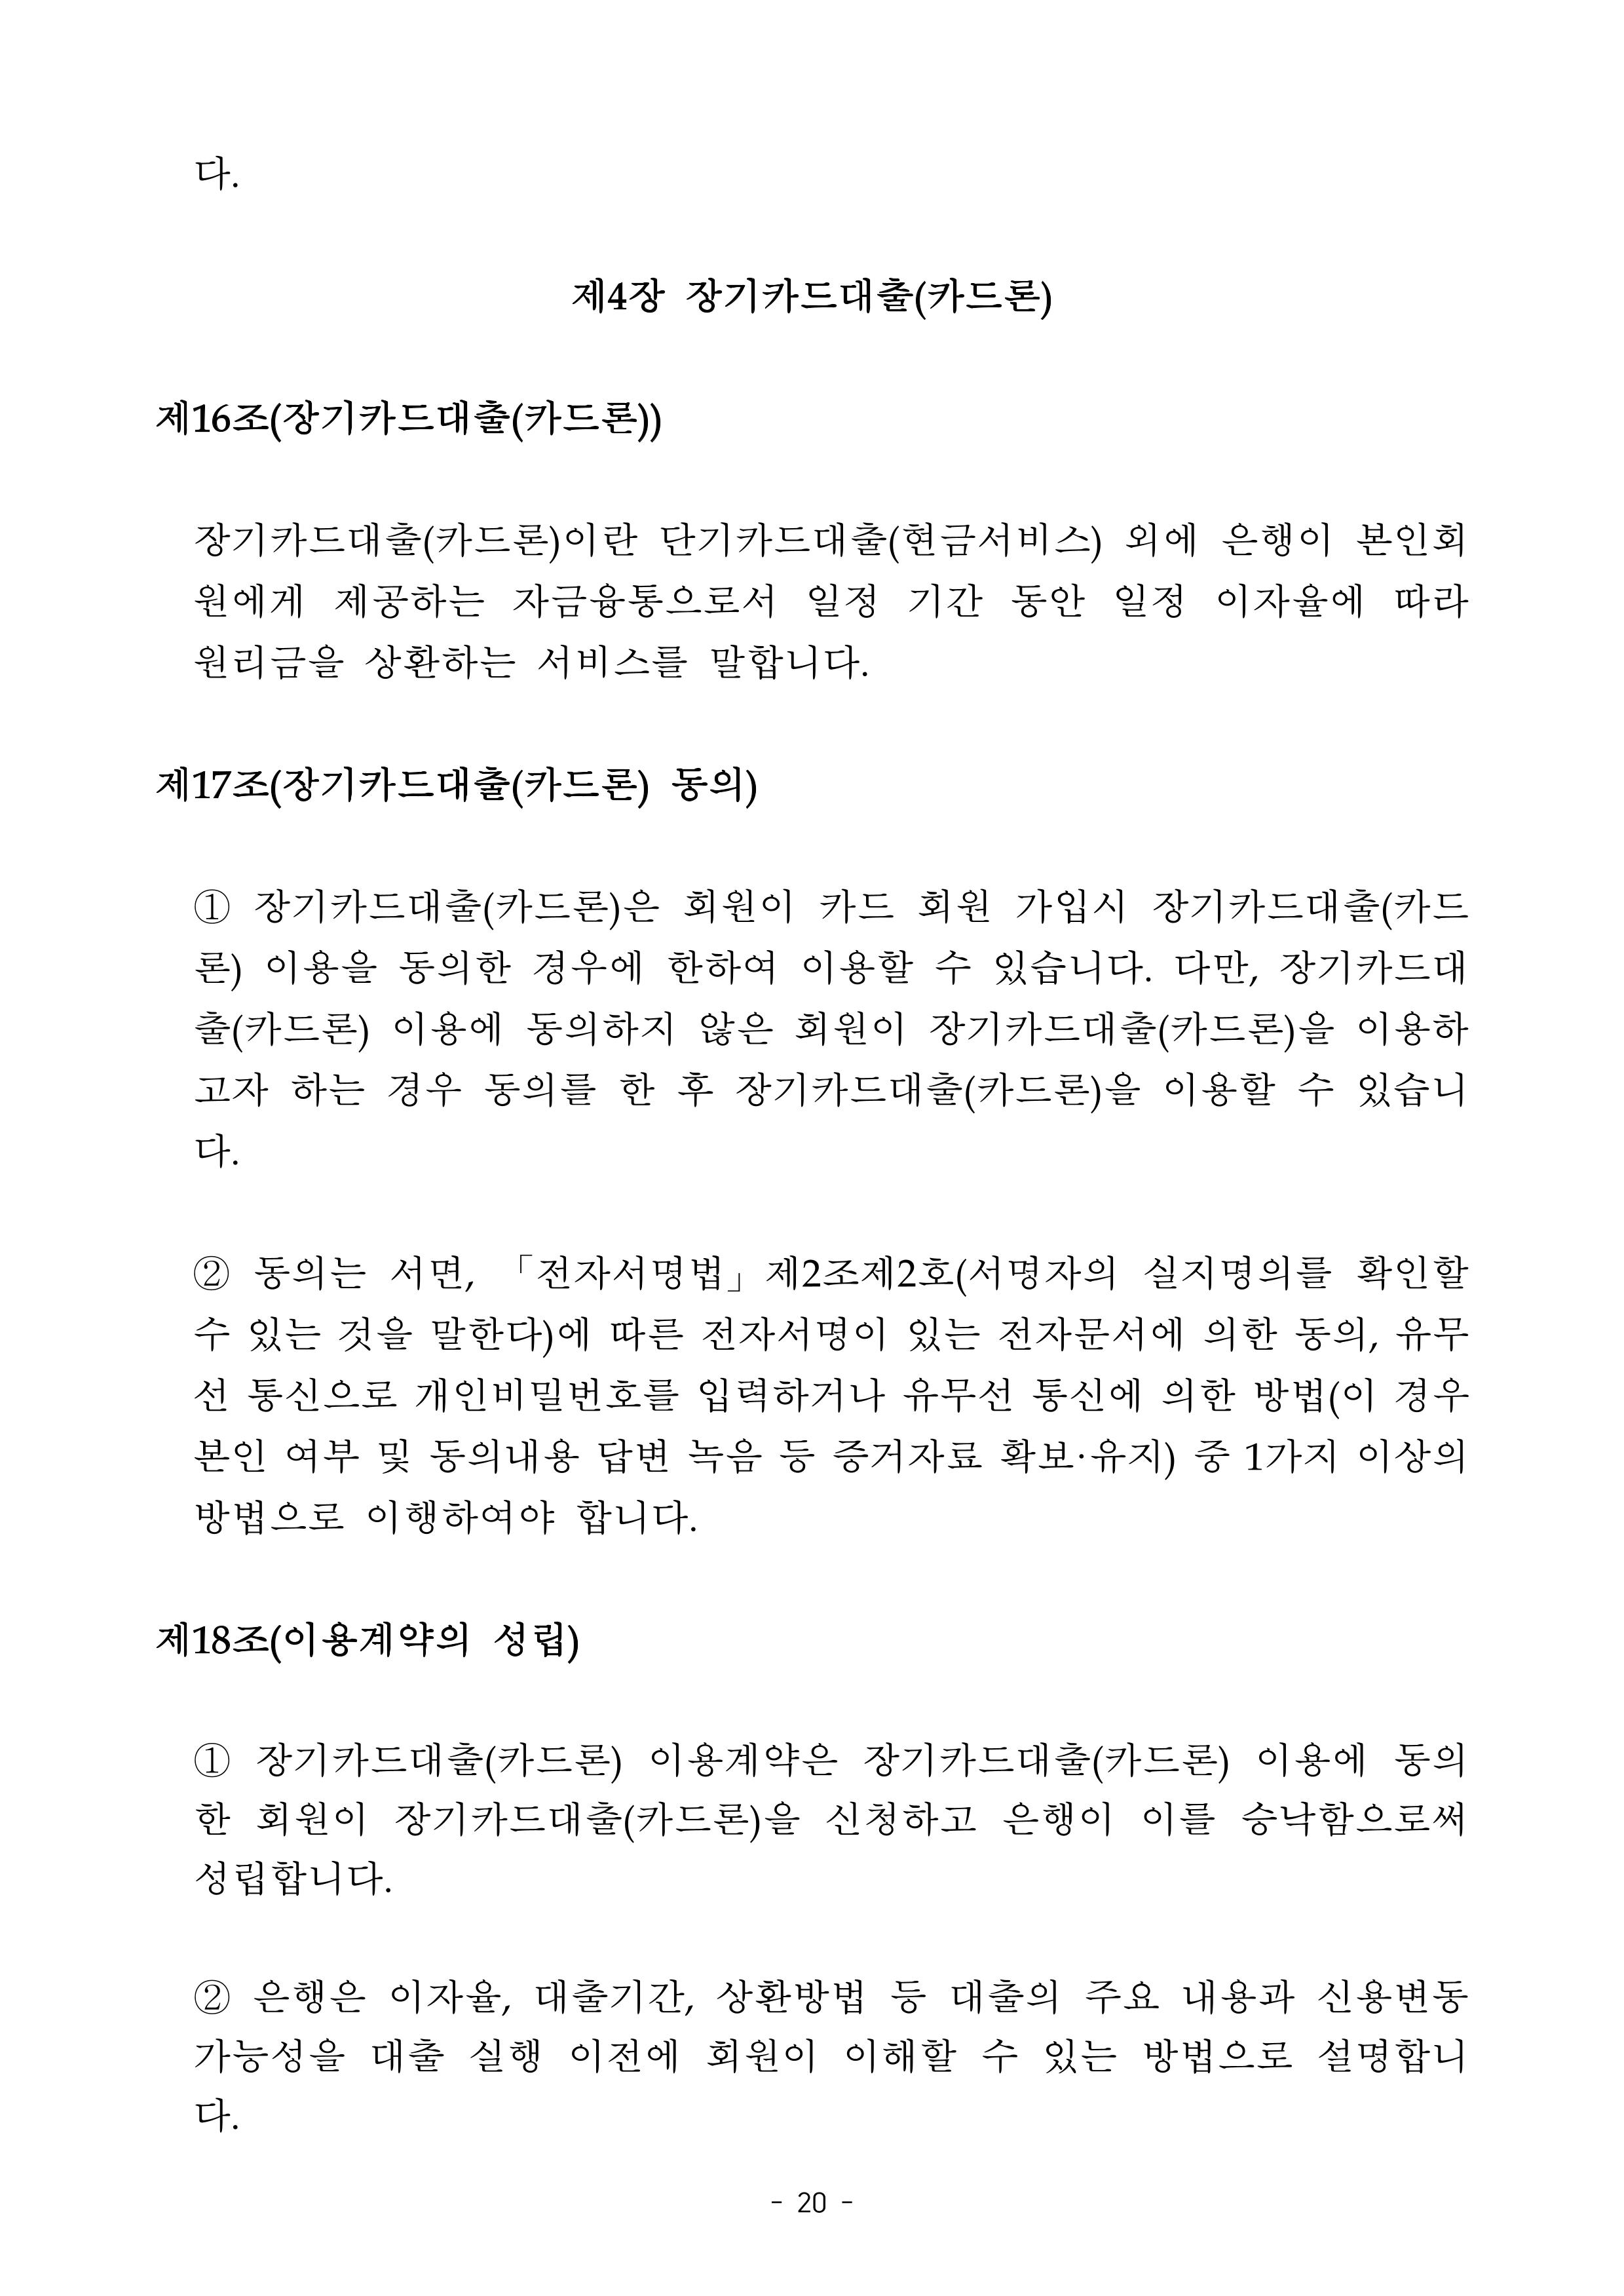 다.
제4장 장기카드대출(카드론)
제16조(장기카드대출(카드론))
장기카드대출(카드론)이란 단기카드대출(현금서비스) 외에 은행이 본인회
원에게 제공하는 자금융통으로서 일정 기간 동안 일정 이자율에 따라
원리금을 상환하는 서비스를 말합니다.
제17조(장기카드대출(카드론) 동의)
① 장기카드대출(카드론)은 회원이 카드 회원 가입시 장기카드대출(카드
론) 이용을 동의한 경우에 한하여 이용할 수 있습니다. 다만, 장기카드대
출(카드론) 이용에 동의하지 않은 회원이 장기카드대출(카드론)을 이용하
고자 하는 경우 동의를 한 후 장기카드대출(카드론)을 이용할 수 있습니
다.
② 동의는 서면, 「전자서명법」제2조제2호(서명자의 실지명의를 확인할
수 있는 것을 말한다)에 따른 전자서명이 있는 전자문서에 의한 동의, 유무
선 통신으로 개인비밀번호를 입력하거나 유무선 통신에 의한 방법(이 경우
본인 여부 및 동의내용 답변 녹음 등 증거자료 확보·유지) 중 1가지 이상의
방법으로 이행하여야 합니다.
제18조(이용계약의 성립)
① 장기카드대출(카드론) 이용계약은 장기카드대출(카드론) 이용에 동의
한 회원이 장기카드대출(카드론)을 신청하고 은행이 이를 승낙함으로써
성립합니다.
② 은행은 이자율, 대출기간, 상환방법 등 대출의 주요 내용과 신용변동
가능성을 대출 실행 이전에 회원이 이해할 수 있는 방법으로 설명합니
다.
- 20 -